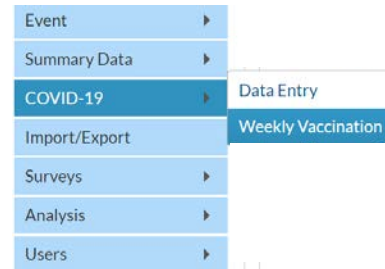 Event
Summary Data
COVID-19
Data Entry
Weekly Vaccination
Import/Export
Surveys
Analysis
Users